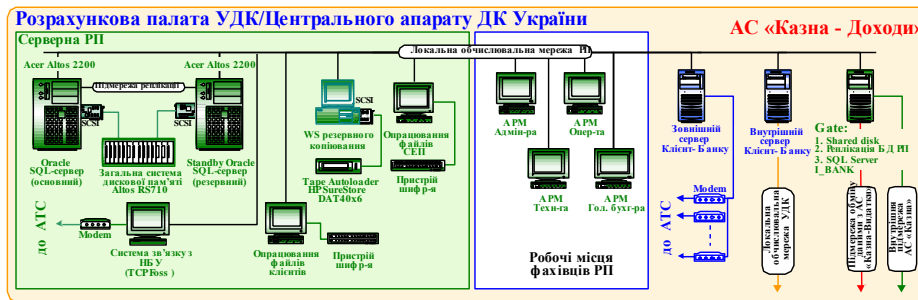 Розрахункова палата УДК/Центрального апарату ДК України
АС «Казна - Доходи»
Серверна РП
Локальна обчислювальна мережа РП
Acer Altos 2200
Acer Altos 2200
Підмережа реплікації
SCSI
SCSI
Oracle
SQL-сервер
(основний)
Загальна система
дискової пам'яті
Altos RS710
Standby Oracle
SQL-сервер
(резервний)
SCSI
WS резервного
копіювання
Tape Autoloader
HPSureStore
DAT40x6
Опрацювання
файлів
СЕП
Пристрій
шифр-я
до АТС
Modem
Система зв'язку з
НБУ
(TCPFoss )
Опрацювання
файлів
клієнтів
Пристрій
шиф р-я
АРМ
Адмін-ра
АРМ
Опер-та
АРМ
Техн-га
АРМ
Гол. бухг-ра
Робочі місця
фахівців РП
Зовнішній
сервер
Клієнт- Банку
Modem
до АТС
Внутрішній
сервер
Клієнт- Банку
Локальна
обчислювальна
мережа УДК
Gate:
1. Shared disk
2. Реплікація БД РП
3. SQL Server
I_BANK
Підмережа обміну
даними з АС
«Казна-Видатки»
Внутрішня
підмережа
АС «Казна»